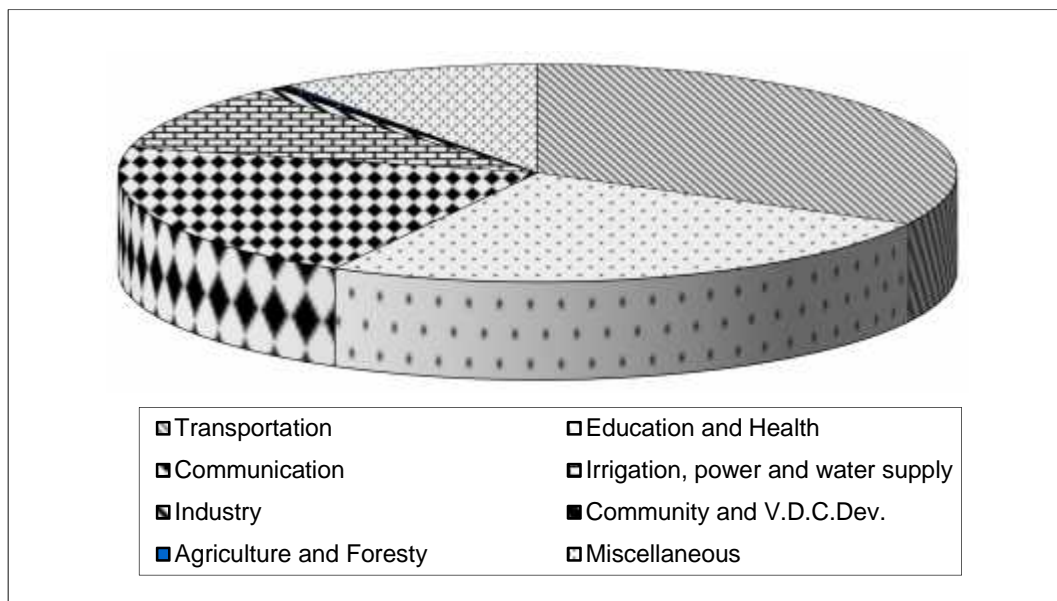 Transportation
Education and Health
Communication
Irrigation, power and water supply
Industry
Community and V.D.C.Dev.
Agriculture and Foresty
Miscellaneous